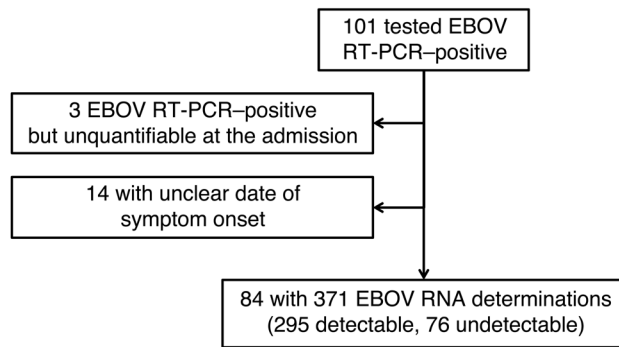 101 tested EBOV
RT-PCR–positive
3 EBOV RT-PCR–positive
but unquantifiable at the admission
14 with unclear date of
symptom onset
84 with 371 EBOV RNA determinations
(295 detectable, 76 undetectable)